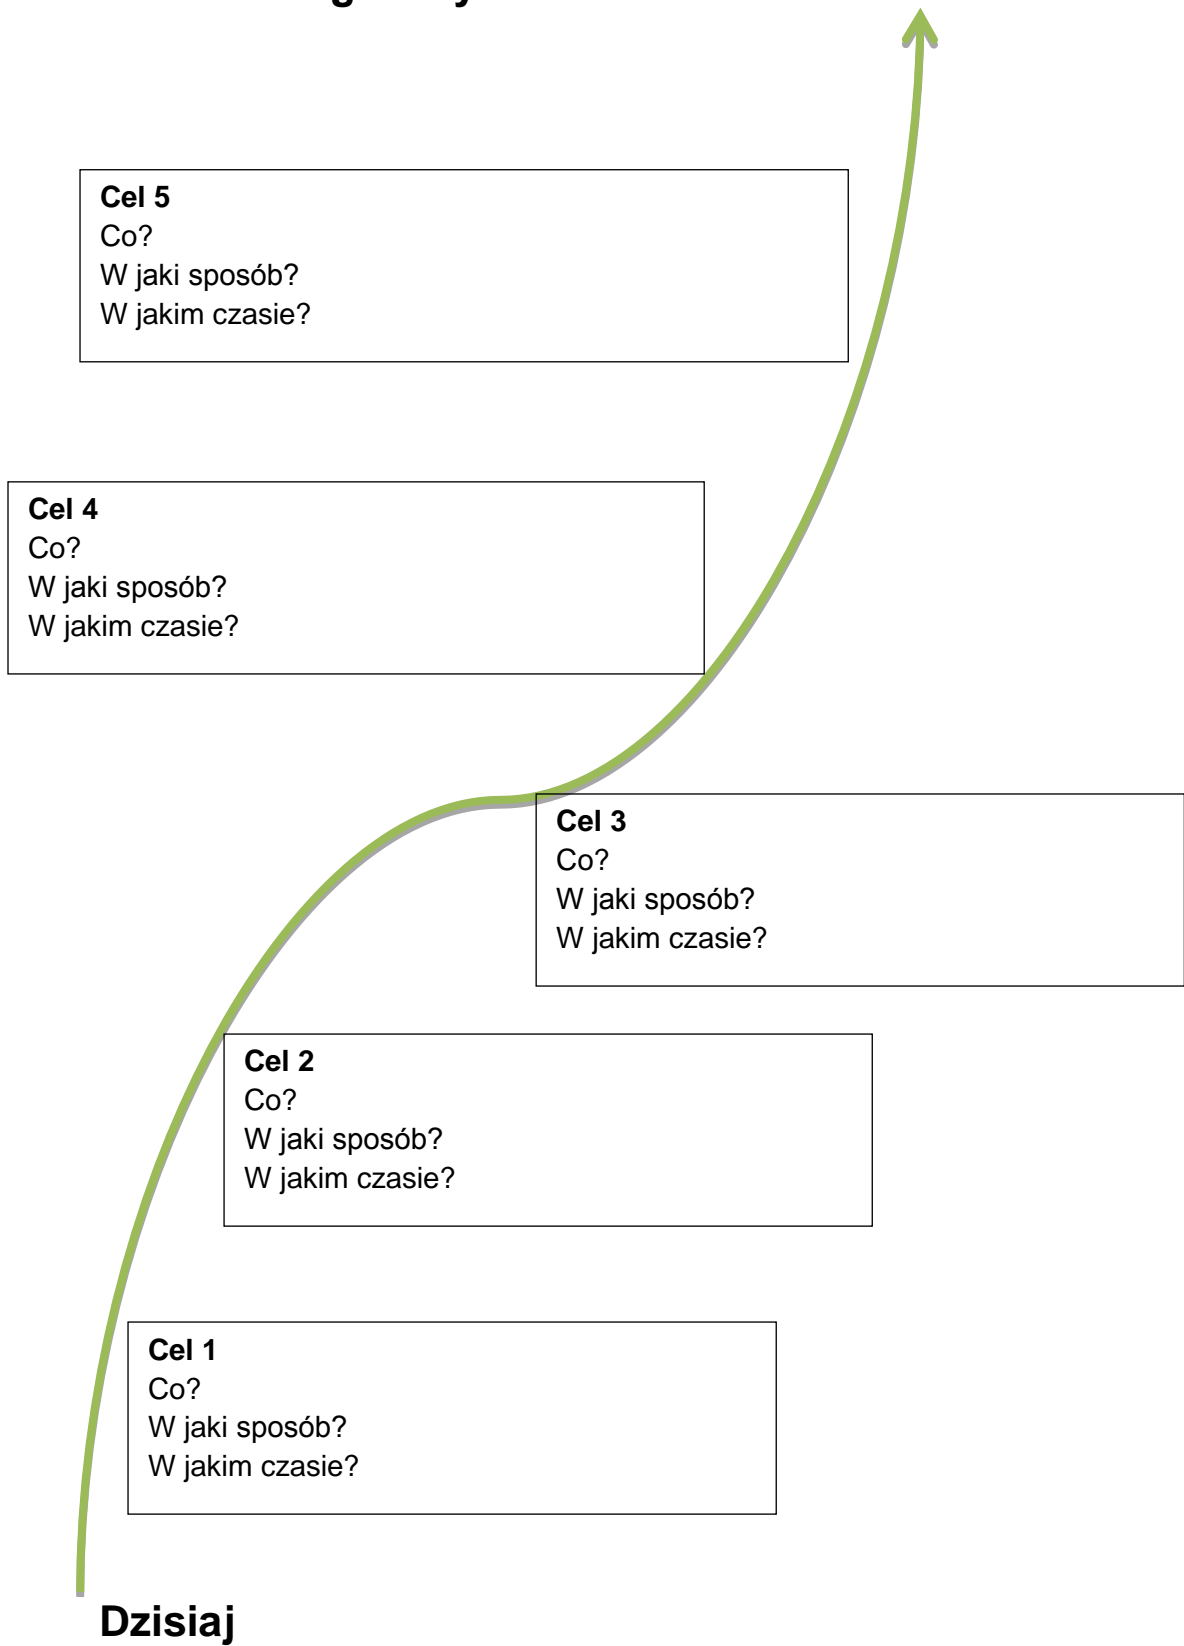 Cel 5
Co?
W jaki sposób?
W jakim czasie?
Cel 4
Co?
W jaki sposób?
W jakim czasie?
Cel 3
Co?
W jaki sposób?
W jakim czasie?
Cel 2
Co?
W jaki sposób?
W jakim czasie?
Cel 1
Co?
W jaki sposób?
W jakim czasie?
Dzisiaj